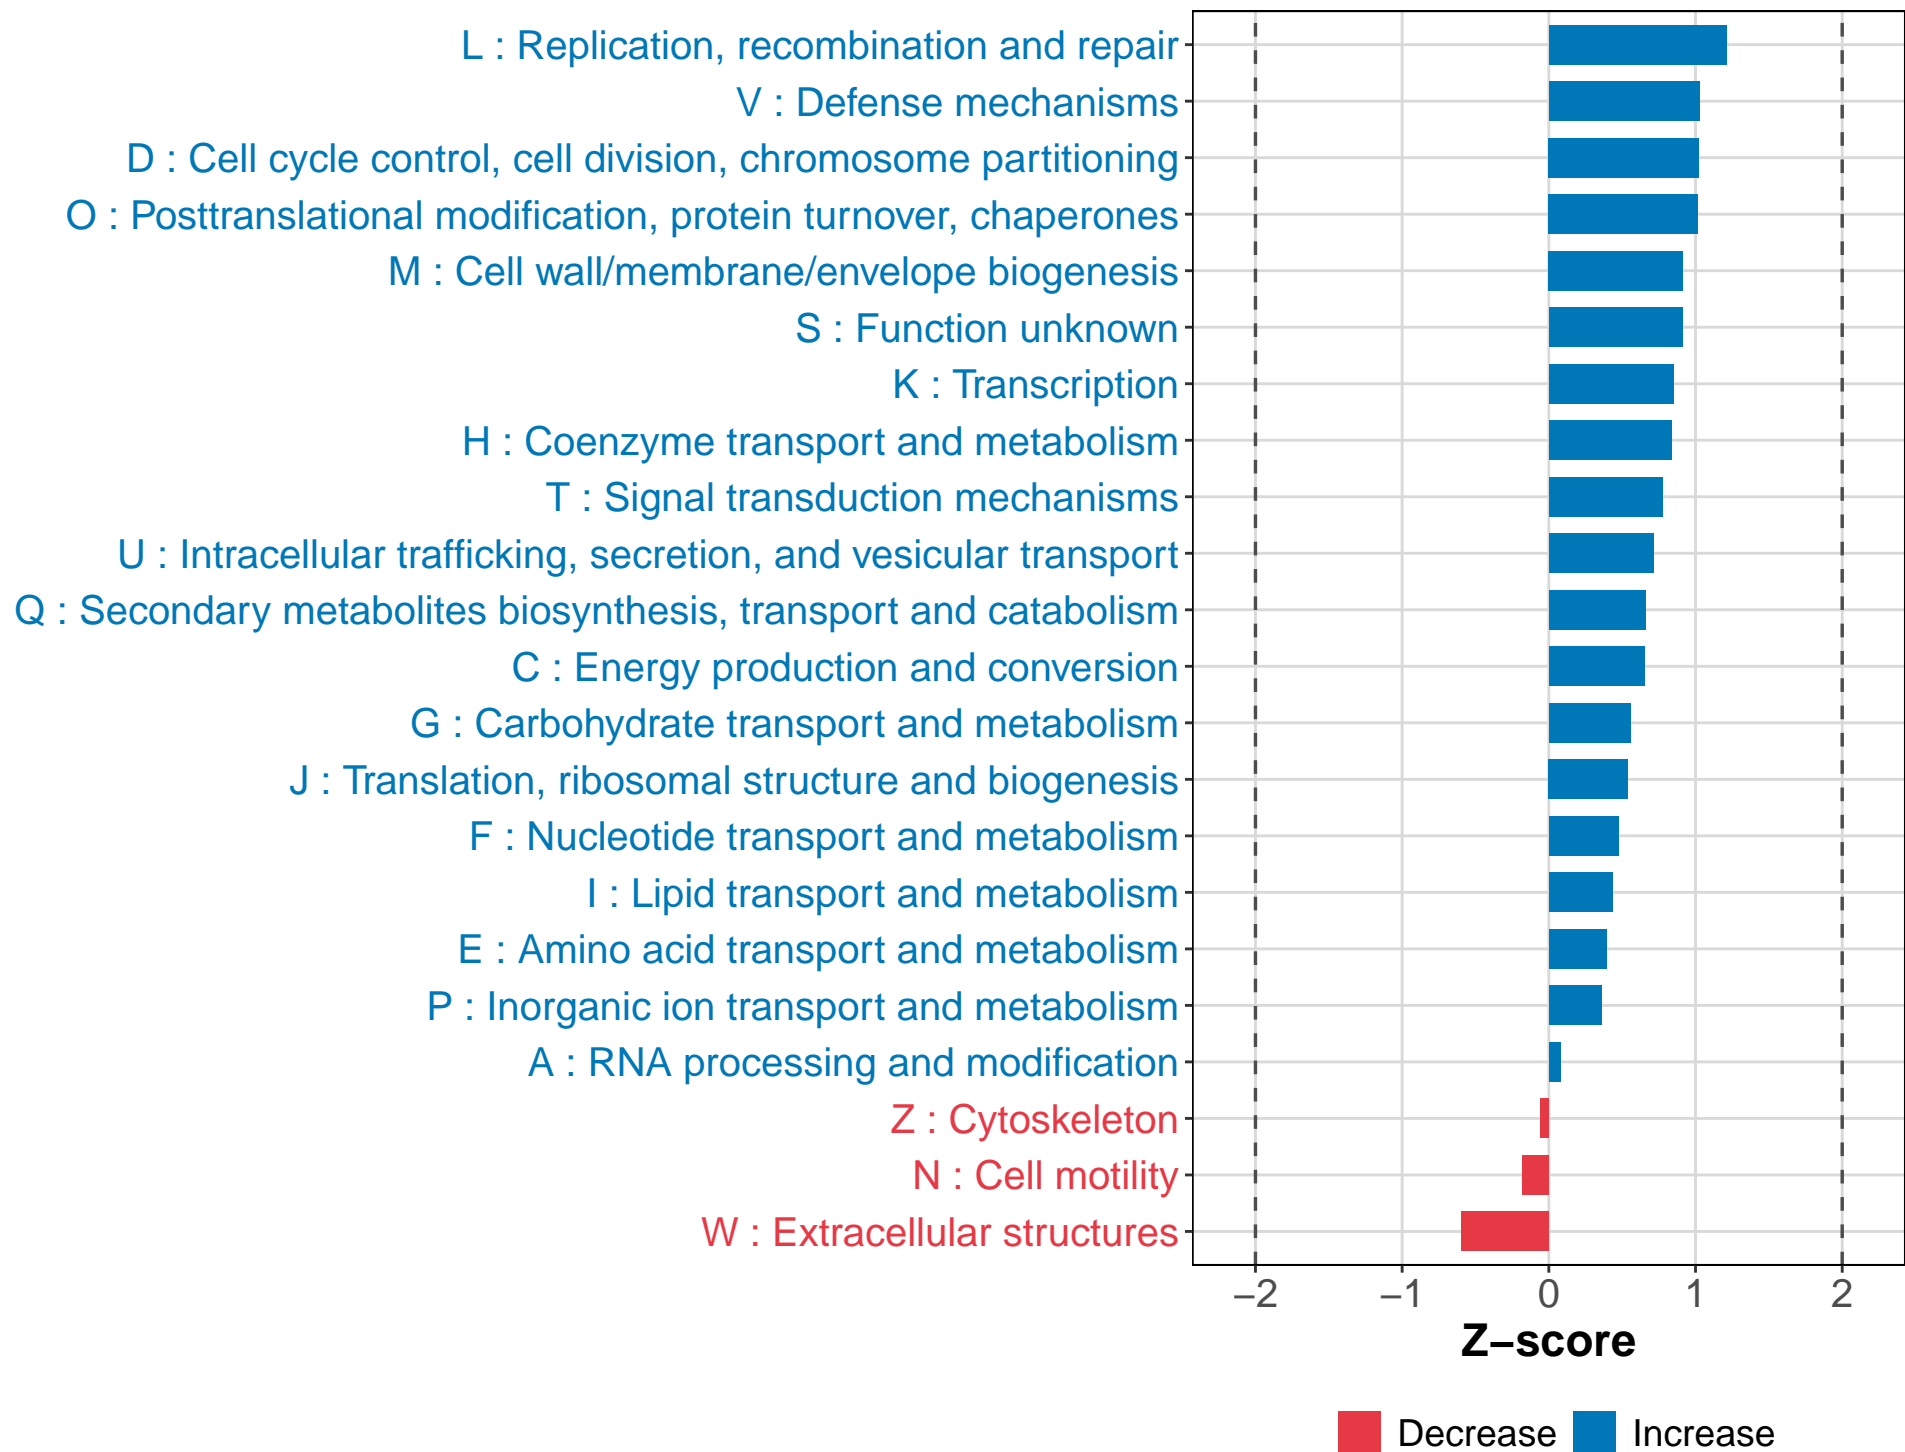 L : Replication, recombination and repair
V : Defense mechanisms
D : Cell cycle control, cell division, chromosome partitioning
O : Posttranslational modification, protein turnover, chaperones
M : Cell wall/membrane/envelope biogenesis
S : Function unknown
K : Transcription
H : Coenzyme transport and metabolism
T : Signal transduction mechanisms
U : Intracellular trafficking, secretion, and vesicular transport
Q : Secondary metabolites biosynthesis, transport and catabolism
C : Energy production and conversion
G : Carbohydrate transport and metabolism
J : Translation, ribosomal structure and biogenesis
F : Nucleotide transport and metabolism
I : Lipid transport and metabolism
E : Amino acid transport and metabolism
P : Inorganic ion transport and metabolism
A : RNA processing and modification
Z : Cytoskeleton
N : Cell motility
W : Extracellular structures
−2 −1 0 1 2
Z−score
Decrease Increase